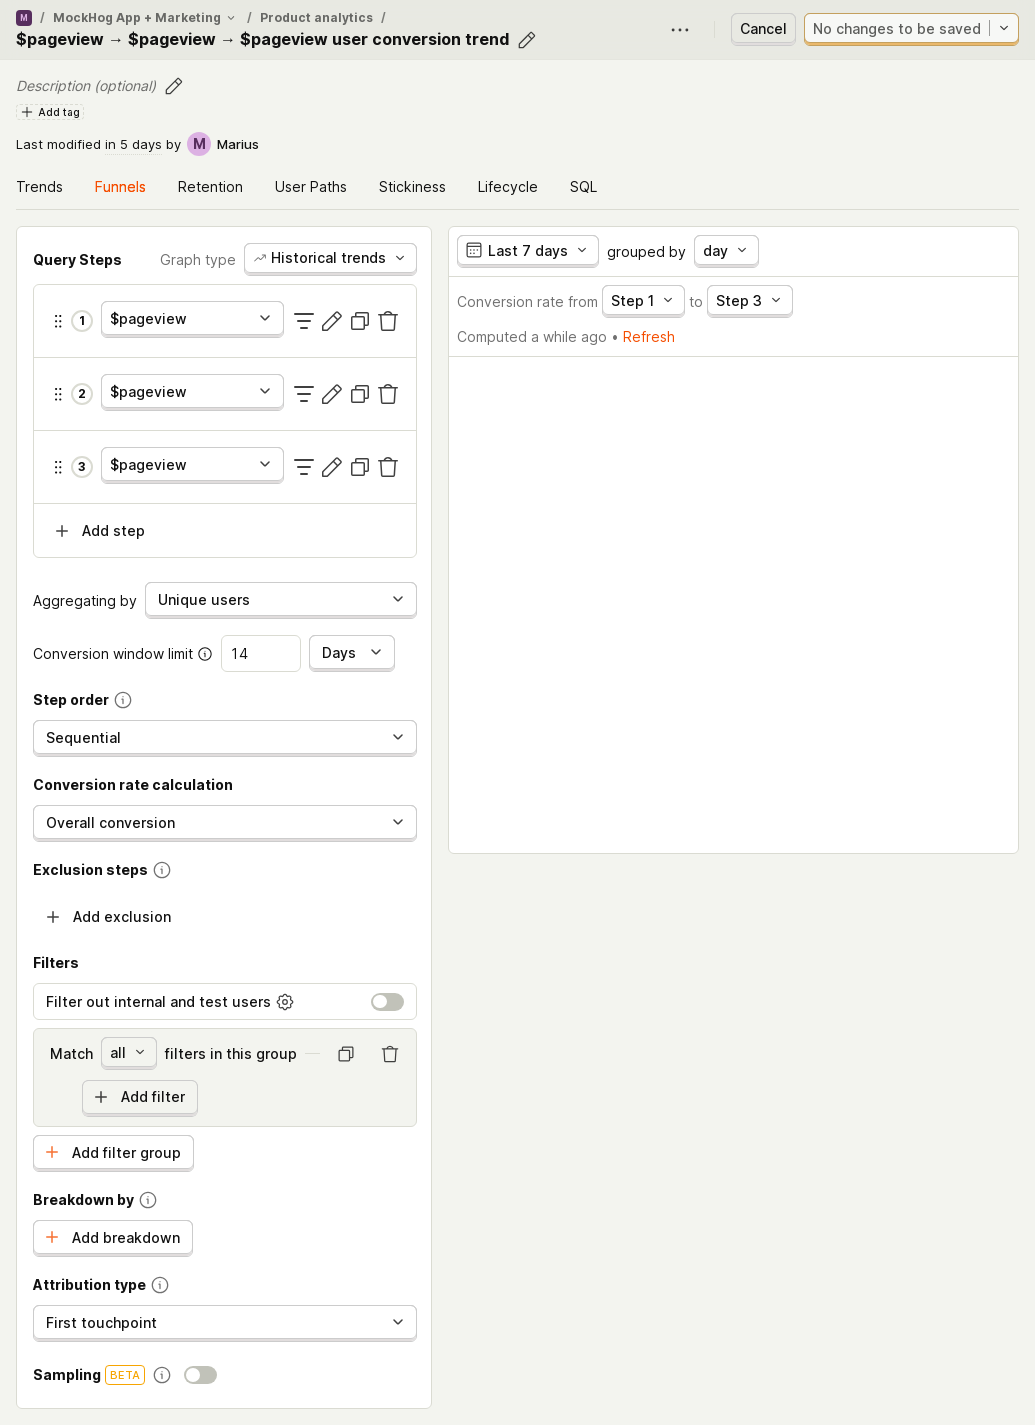 M / MockHog App + Marketing / Product analytics /
$pageview → $pageview → $pageview user conversion trend
Cancel
No changes to be saved
Description (optional)
Add tag
Last modified in 5 days by M Marius
Trends Funnels Retention User Paths Stickiness Lifecycle SQL
Query Steps Graph type Historical trends
1 $pageview
2 $pageview
3 $pageview
Add step
Aggregating by Unique users
Conversion window limit 14 Days
Step order
Sequential
Conversion rate calculation
Overall conversion
Exclusion steps
Add exclusion
Filters
Filter out internal and test users
Match all filters in this group
Add filter
Add filter group
Breakdown by
Add breakdown
Attribution type
First touchpoint
Sampling BETA
Last 7 days grouped by day
Conversion rate from Step 1 to Step 3
Computed a while ago • Refresh